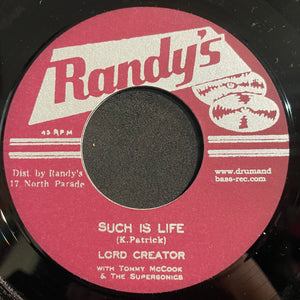 Randy's
45 RPM
Dist. by Randy's
17 North Parade
www.drumand
bass-rec.com
SUCH IS LIFE
(K.Patrick)
LORD CREATOR
WITH TOMMY McCOOK
& THE SUPERSONICS